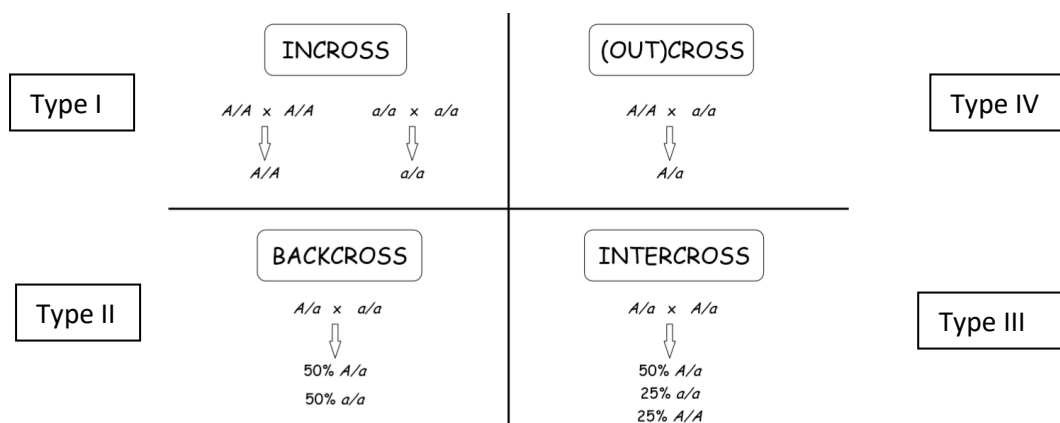 INCROSS
Type I
A/A x A/A
a/a x a/a
A/A
a/a
(OUT)CROSS
Type IV
A/A x a/a
A/a
BACKCROSS
Type II
A/a x a/a
50% A/a
50% a/a
INTERCROSS
Type III
A/a x A/a
50% A/a
25% a/a
25% A/A